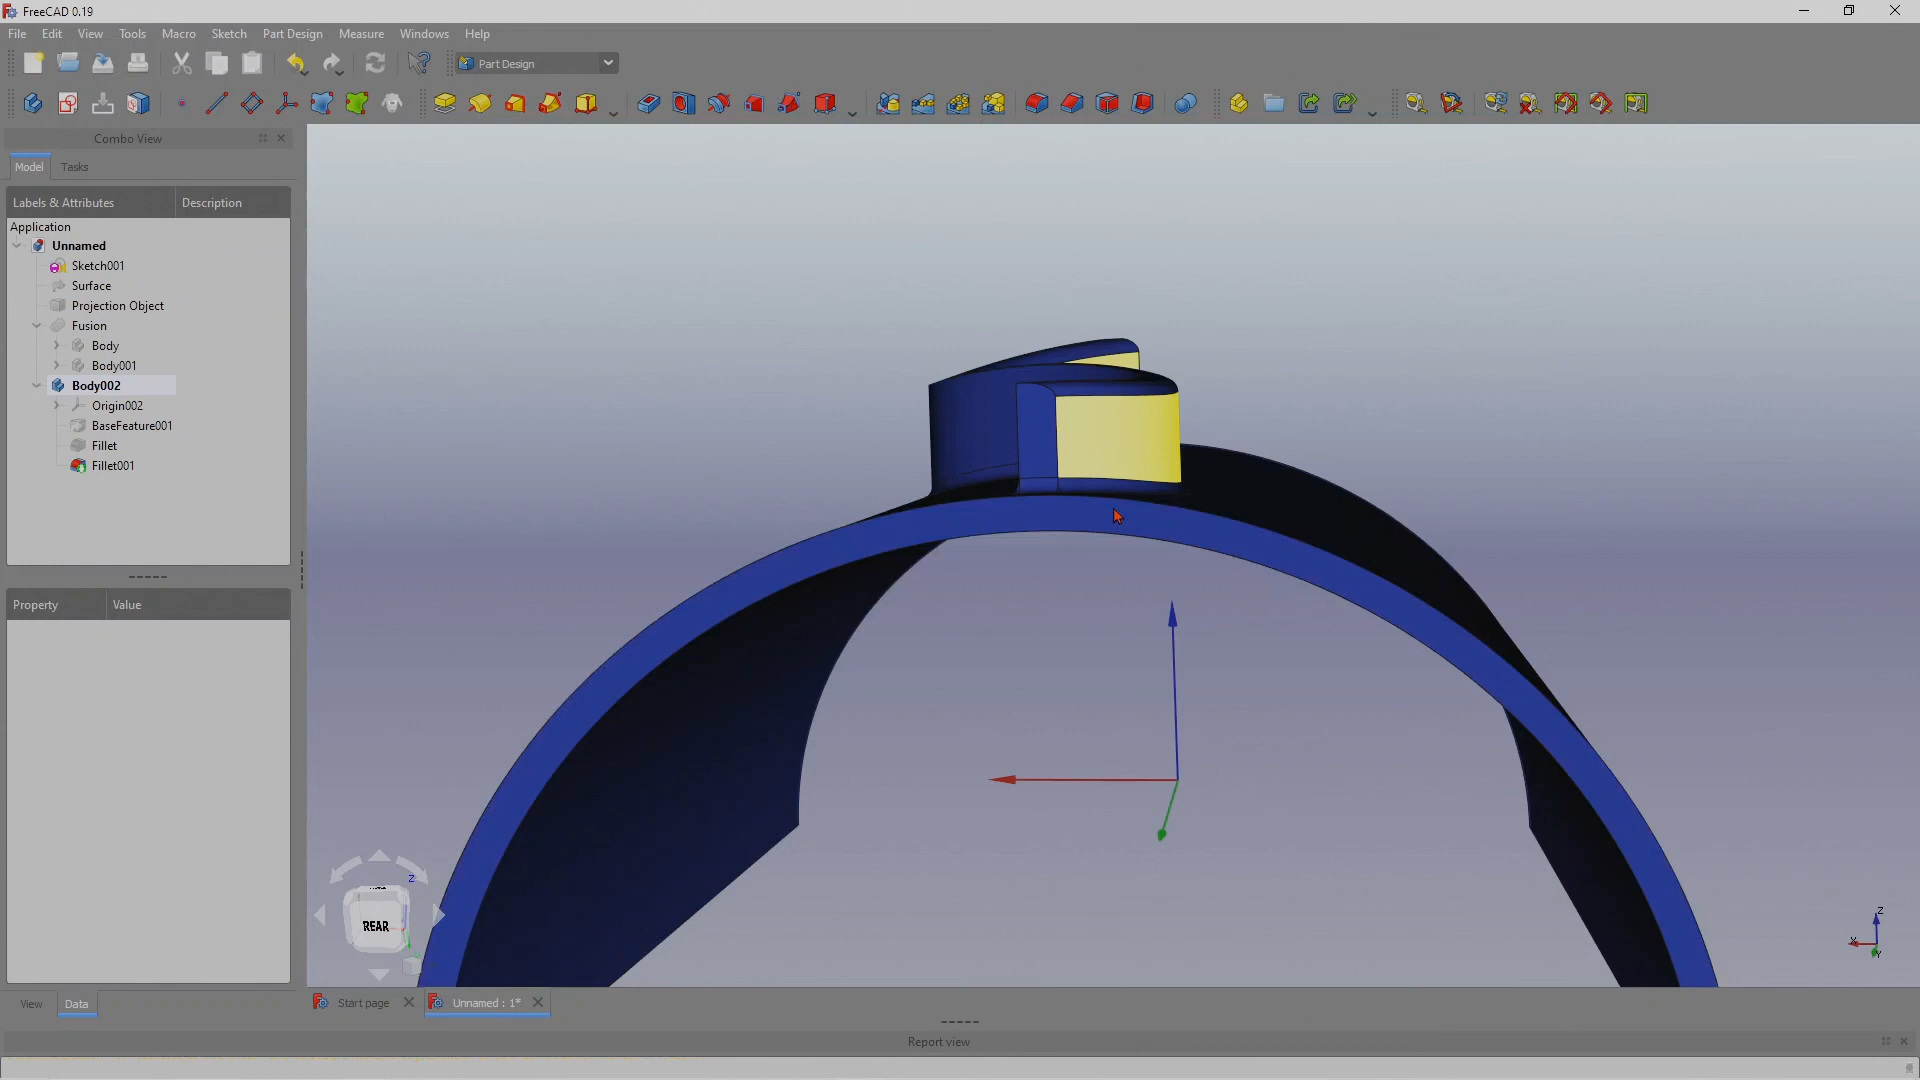 FreeCAD 0.19
File Edit View Tools Macro Sketch Part Design Measure Windows Help
Part Design
Combo View
Model Tasks
Labels & Attributes Description
Application
Unnamed
Sketch001
Surface
Projection Object
Fusion
Body
Body001
Body002
Origin002
BaseFeature001
Fillet
Fillet001
Property Value
Z
REAR
Z
X
Y
View Data
Start page
Unnamed : 1*
Report view